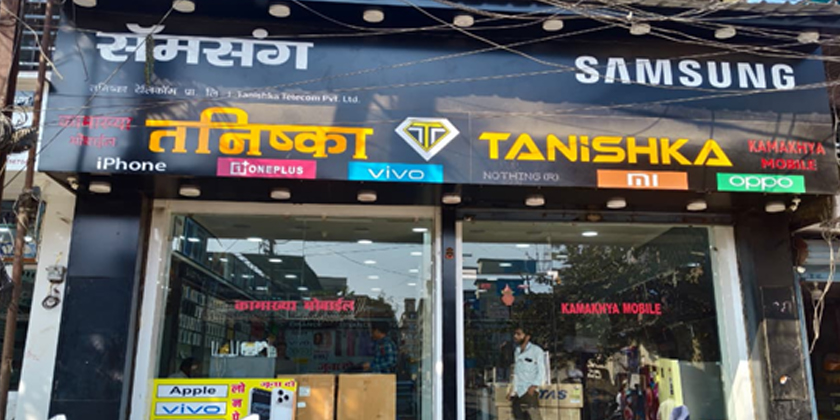 सॅमसंग
SAMSUNG
तनिष्का टेलिकॉम प्रा. लि. | Tanishka Telecom Pvt. Ltd.
कामाख्या
मोबाईल
तनिष्का
TANiSHKA
KAMAKHYA
MOBILE
iPhone
1+ ONEPLUS
vivo
NOTHING (R)
MI
oppo
कामाख्या मोबाईल
KAMAKHYA MOBILE
Apple
vivo
लो
न